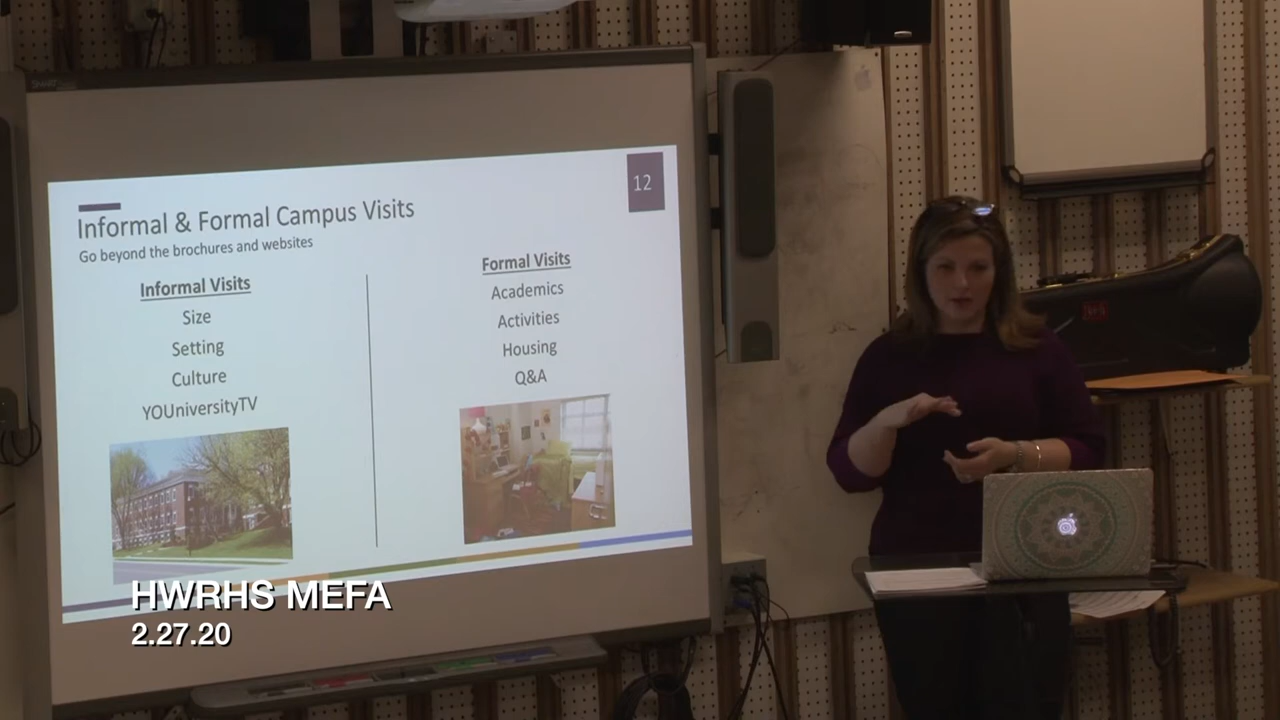 12
Informal & Formal Campus Visits
Go beyond the brochures and websites
Informal Visits
Size
Setting
Culture
YOUniversityTV
Formal Visits
Academics
Activities
Housing
Q&A
HWRHS MEFA
2.27.20